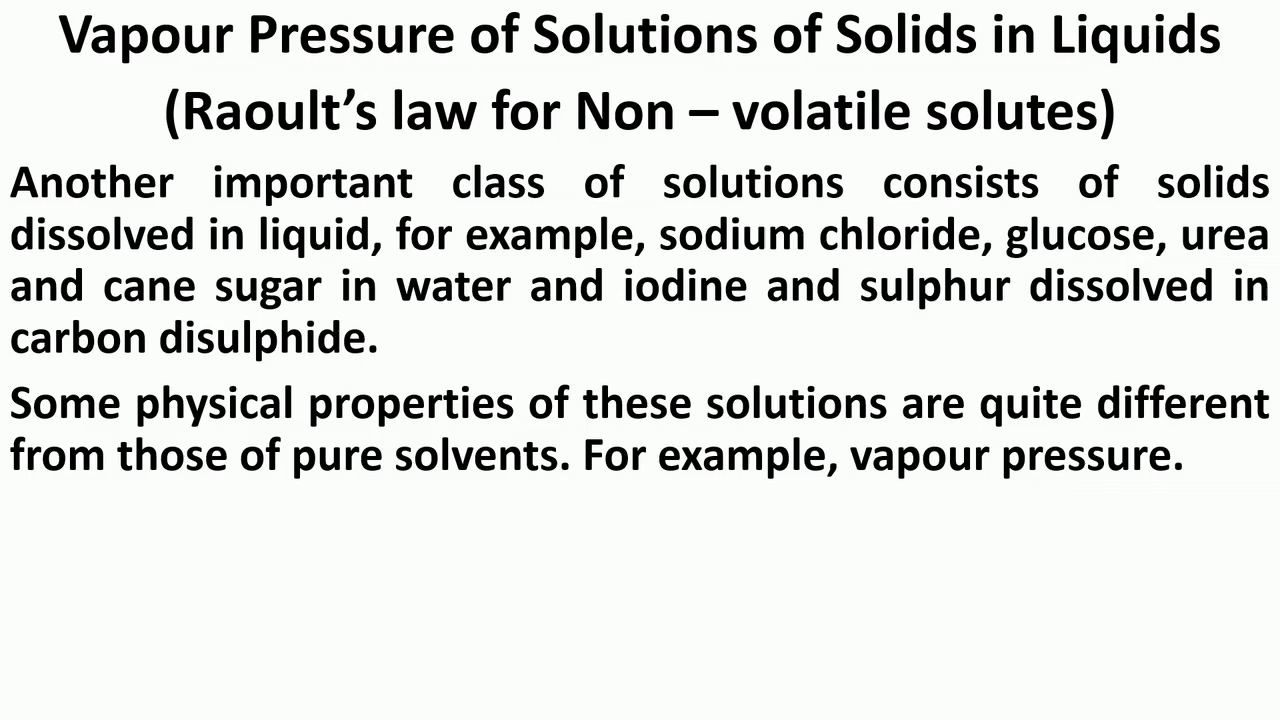 Vapour Pressure of Solutions of Solids in Liquids
(Raoult’s law for Non – volatile solutes)
Another important class of solutions consists of solids
dissolved in liquid, for example, sodium chloride, glucose, urea
and cane sugar in water and iodine and sulphur dissolved in
carbon disulphide.
Some physical properties of these solutions are quite different
from those of pure solvents. For example, vapour pressure.